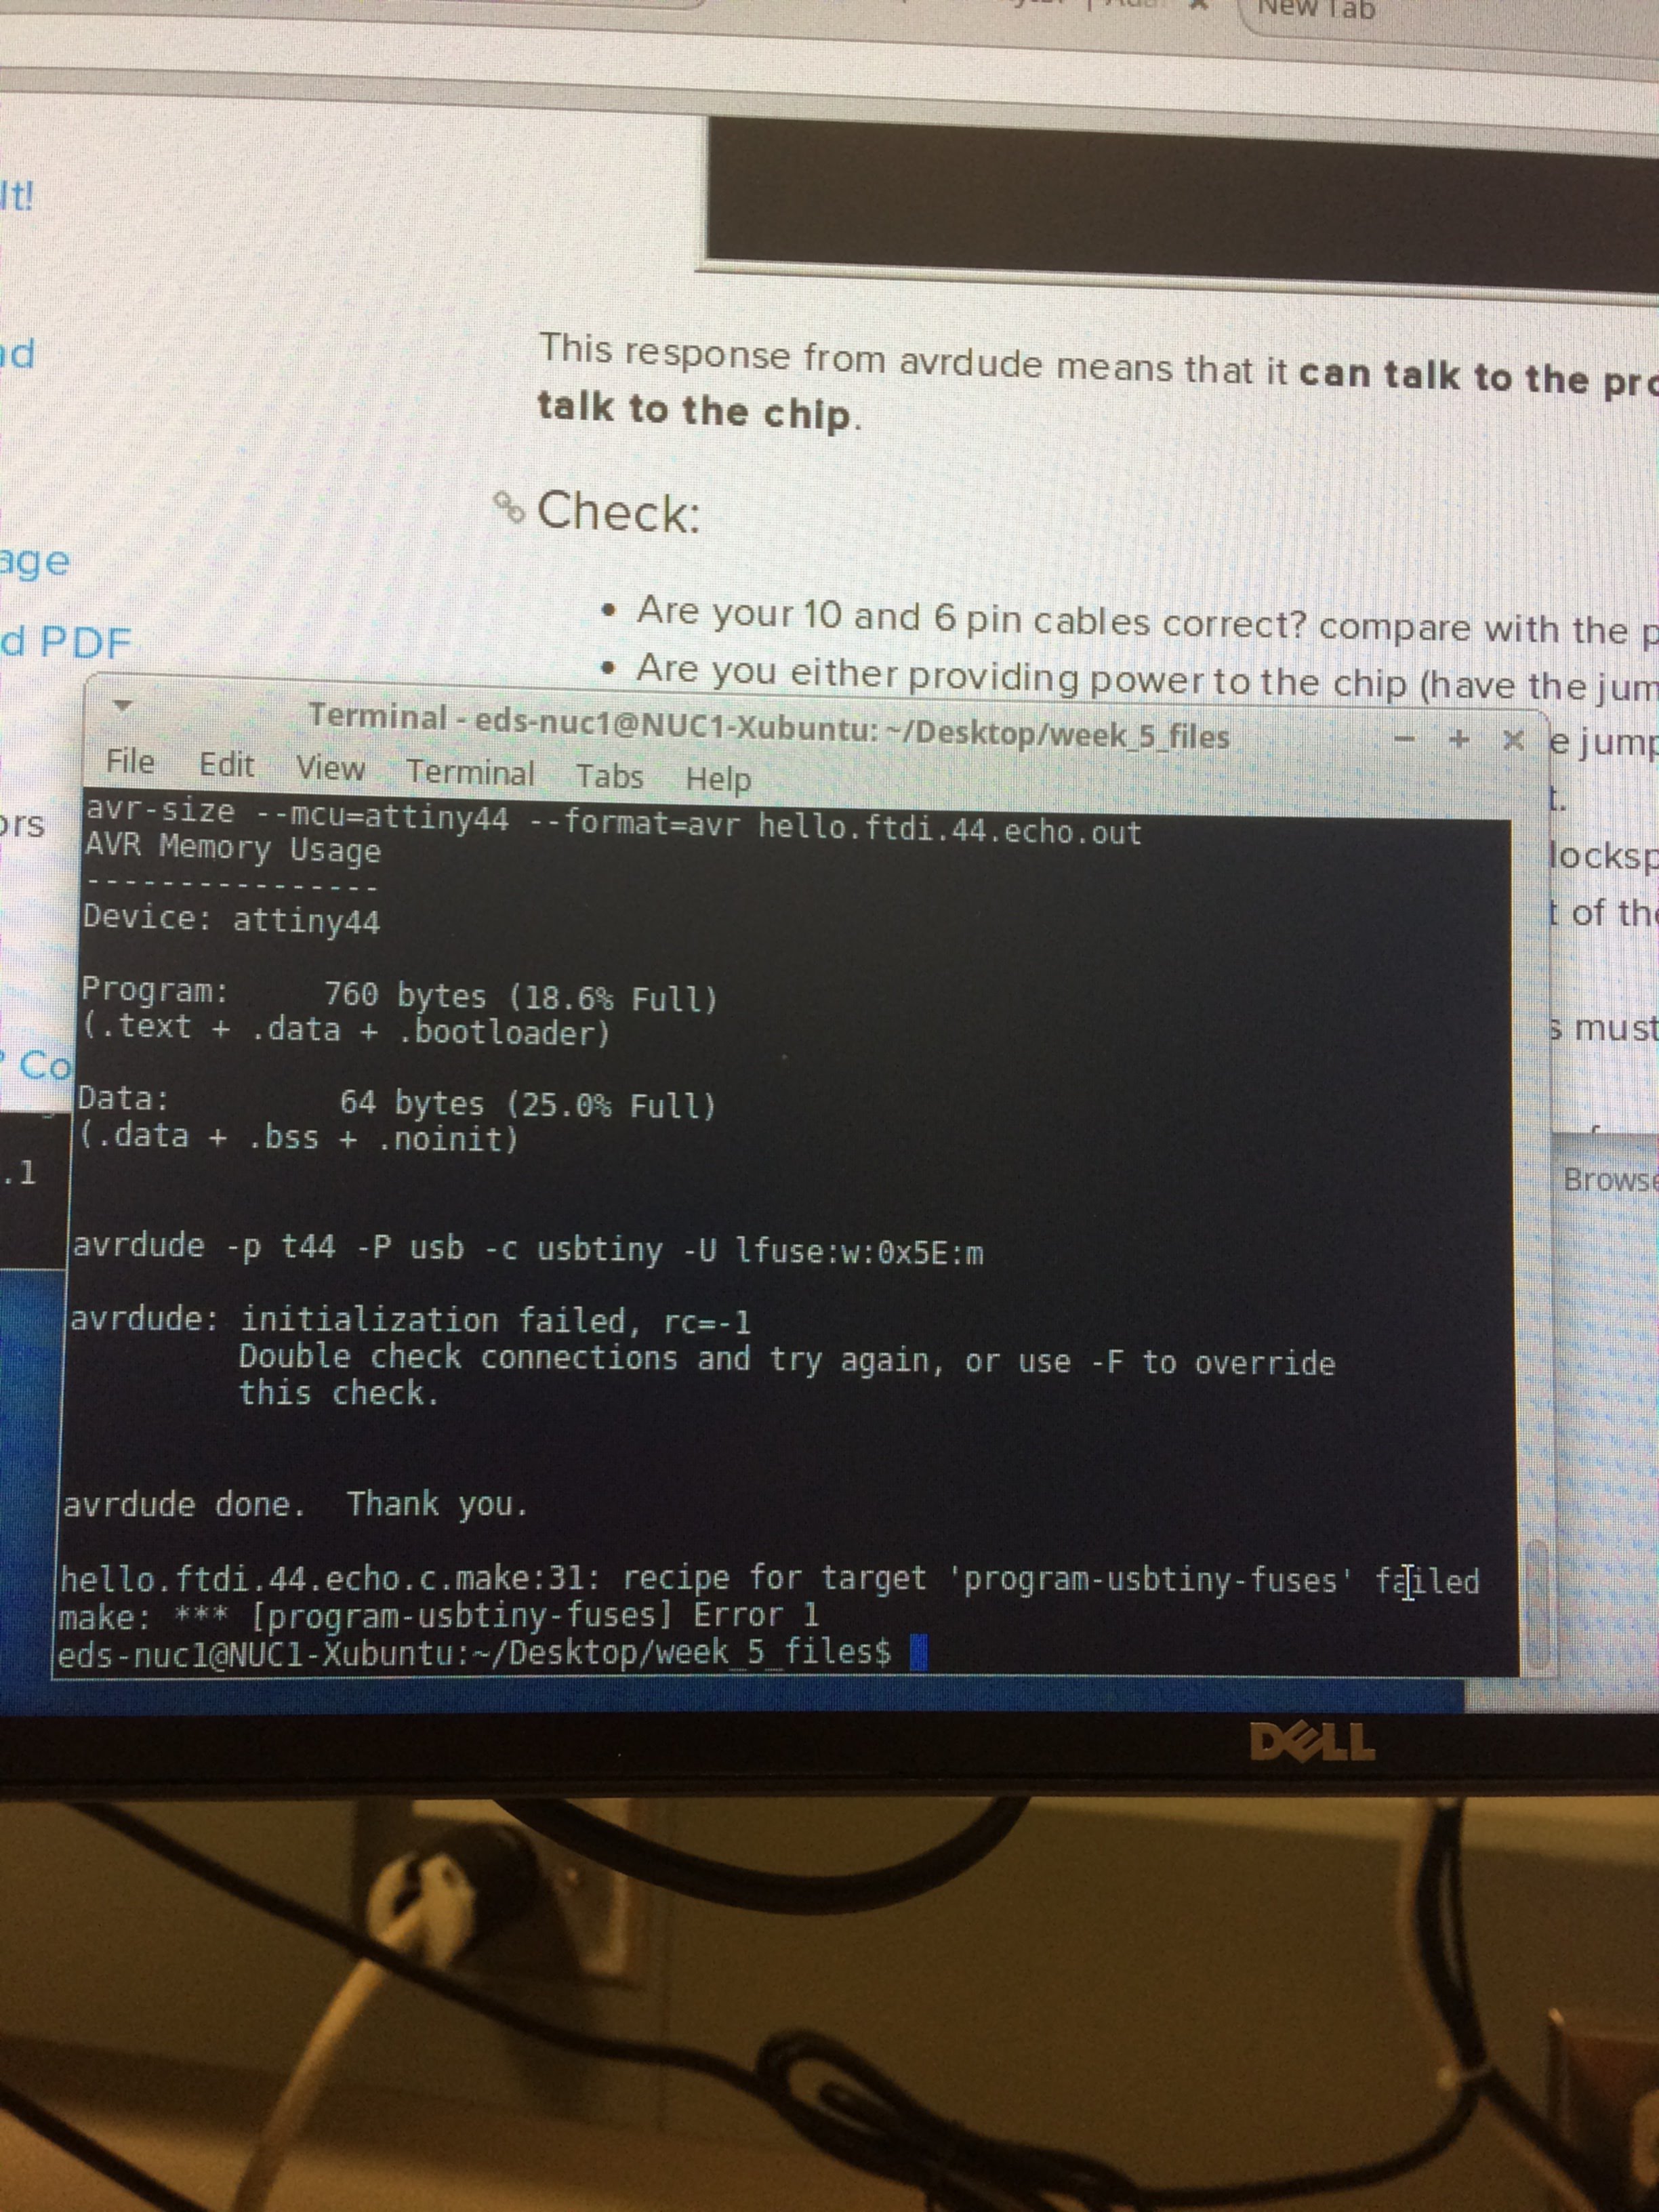 New Tab
It!
This response from avrdude means that it can talk to the
talk to the chip.
Check:
age
d PDF
Are your 10 and 6 pin cables correct? compare with the
Are you either providing power to the chip (have the
Terminal - eds-nuc1@NUC1-Xubuntu: ~/Desktop/week_5_files
e
File Edit View Terminal Tabs Help
t.
avr-size --mcu=attiny44 --format=avr hello.ftdi.44.echo.out
ors
AVR Memory Usage
----------------
Device: attiny44
t of
Program: 760 bytes (18.6% Full)
(.text + .data + .bootloader)
s must
Co
Data: 64 bytes (25.0% Full)
(.data + .bss + .noinit)
.1
avrdude -p t44 -P usb -c usbtiny -U lfuse:w:0x5E:m
avrdude: initialization failed, rc=-1
Double check connections and try again, or use -F to override
this check.
avrdude done. Thank you.
hello.ftdi.44.echo.c.make:31: recipe for target 'program-usbtiny-fuses' failed
make: *** [program-usbtiny-fuses] Error 1
eds-nuc1@NUC1-Xubuntu:~/Desktop/week_5_files$
DELL